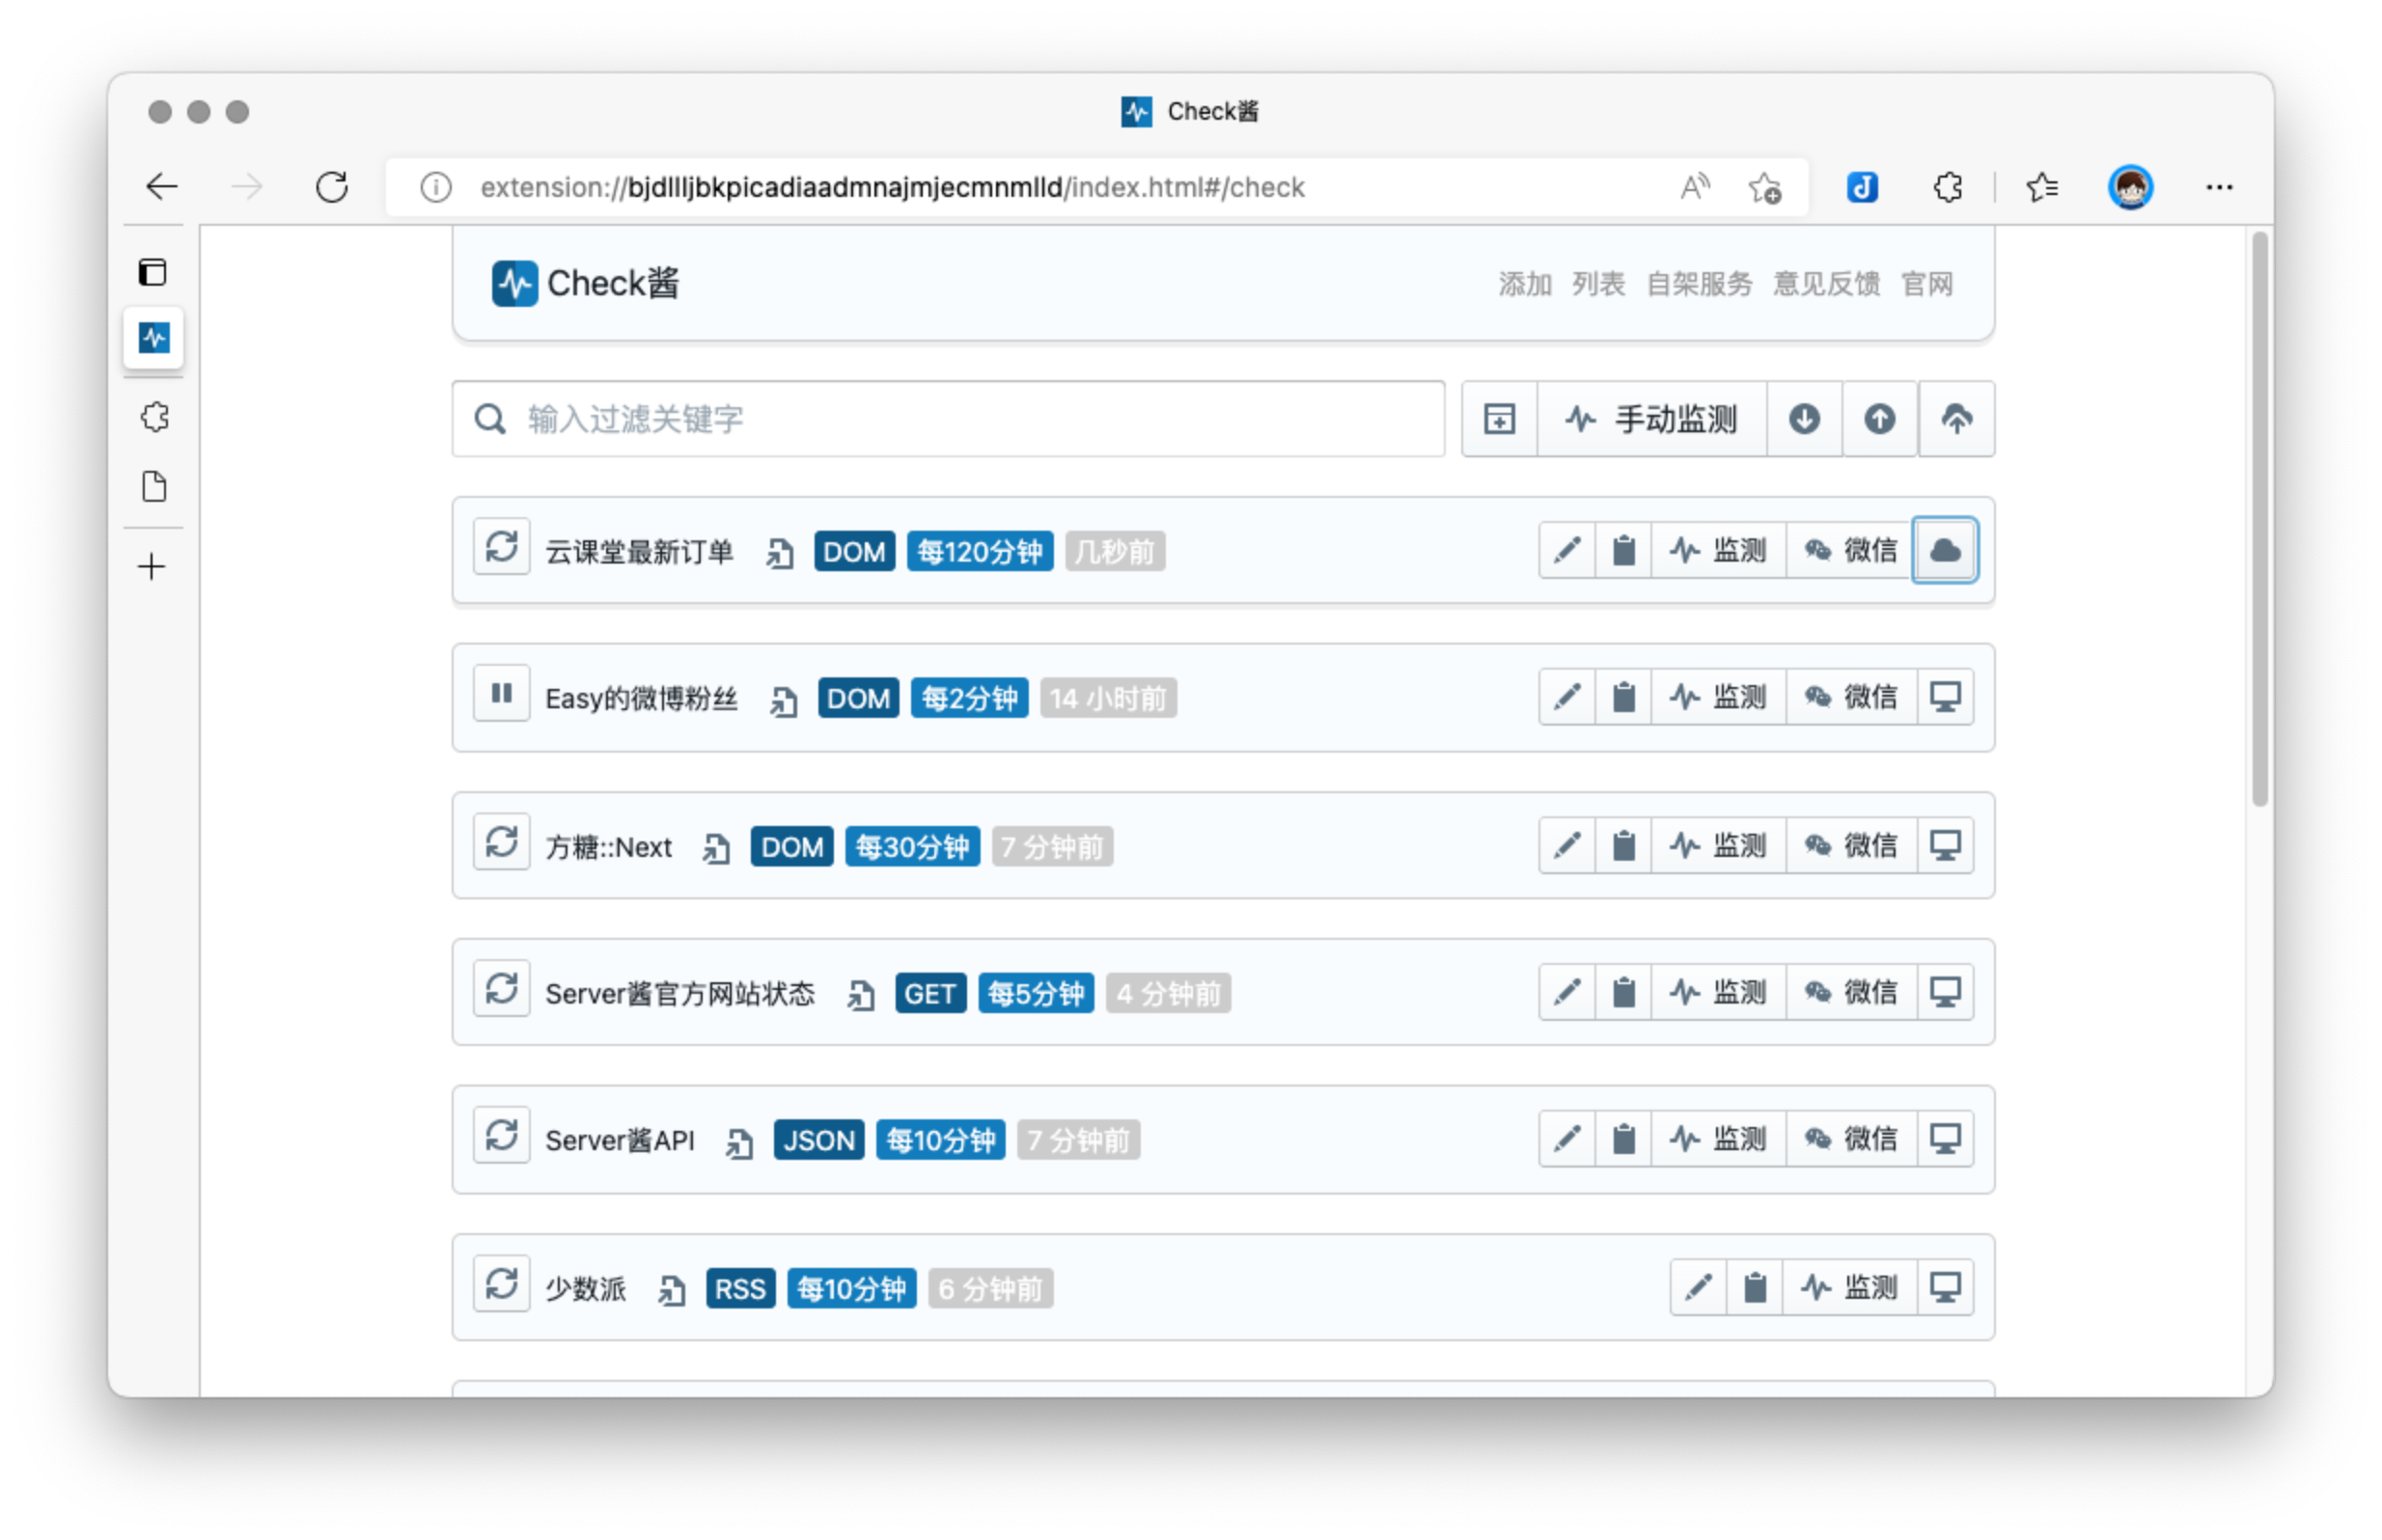 Check酱
extension://bjdllljbkpicadiaadmnajmjecmnmlld/index.html#/check
Check酱 添加 列表 自架服务 意见反馈 官网
输入过滤关键字 手动监测
云课堂最新订单 DOM 每120分钟 几秒前 监测 微信
Easy的微博粉丝 DOM 每2分钟 14 小时前 监测 微信
方糖::Next DOM 每30分钟 7 分钟前 监测 微信
Server酱官方网站状态 GET 每5分钟 4 分钟前 监测 微信
Server酱API JSON 每10分钟 7 分钟前 监测 微信
少数派 RSS 每10分钟 6 分钟前 监测